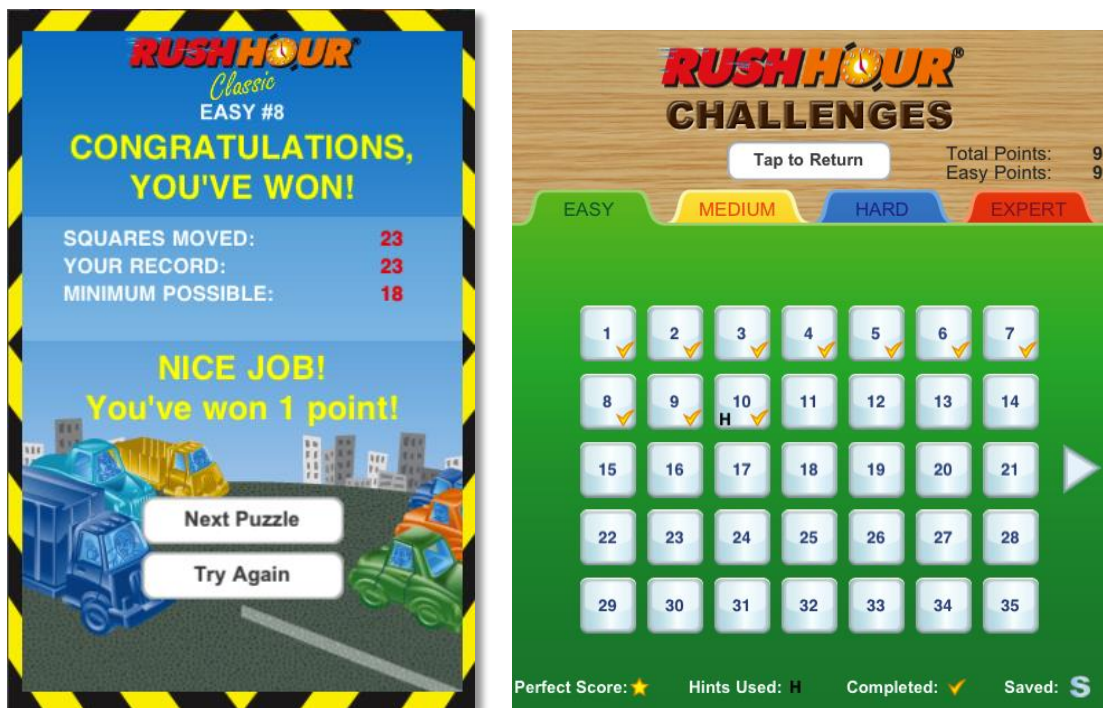 RUSH HOUR
Classic
EASY #8
CONGRATULATIONS,
YOU'VE WON!
SQUARES MOVED: 23
YOUR RECORD: 23
MINIMUM POSSIBLE: 18
NICE JOB!
You've won 1 point!
Next Puzzle
Try Again
RUSH HOUR®
CHALLENGES
Tap to Return
Total Points: 9
Easy Points: 9
EASY MEDIUM HARD EXPERT
1 2 3 4 5 6 7
8 9 10 11 12 13 14
H
15 16 17 18 19 20 21
22 23 24 25 26 27 28
29 30 31 32 33 34 35
Perfect Score: Hints Used: H Completed: Saved: S